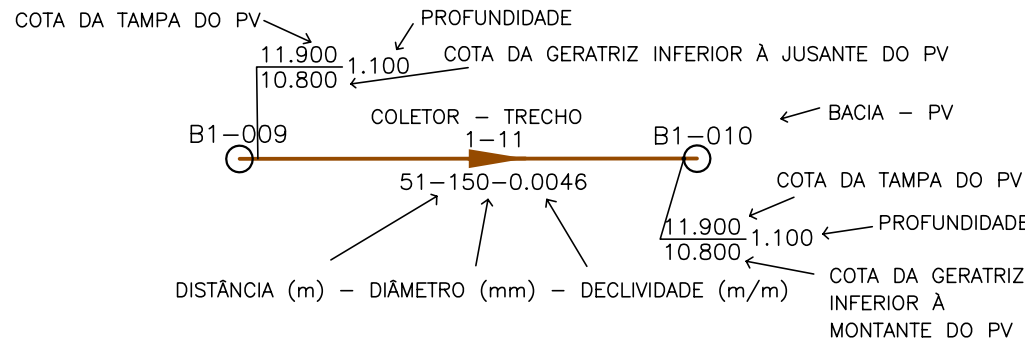 COTA DA TAMPA DO PV
PROFUNDIDADE
11.900
1.100
10.800
COTA DA GERATRIZ INFERIOR À JUSANTE DO PV
BACIA – PV
COLETOR – TRECHO
B1–009
1–11
B1–010
51–150–0.0046
COTA DA TAMPA DO PV
11.900
1.100
10.800
PROFUNDIDADE
DISTÂNCIA (m) – DIÂMETRO (mm) – DECLIVIDADE (m/m)
COTA DA GERATRIZ
INFERIOR À
MONTANTE DO PV